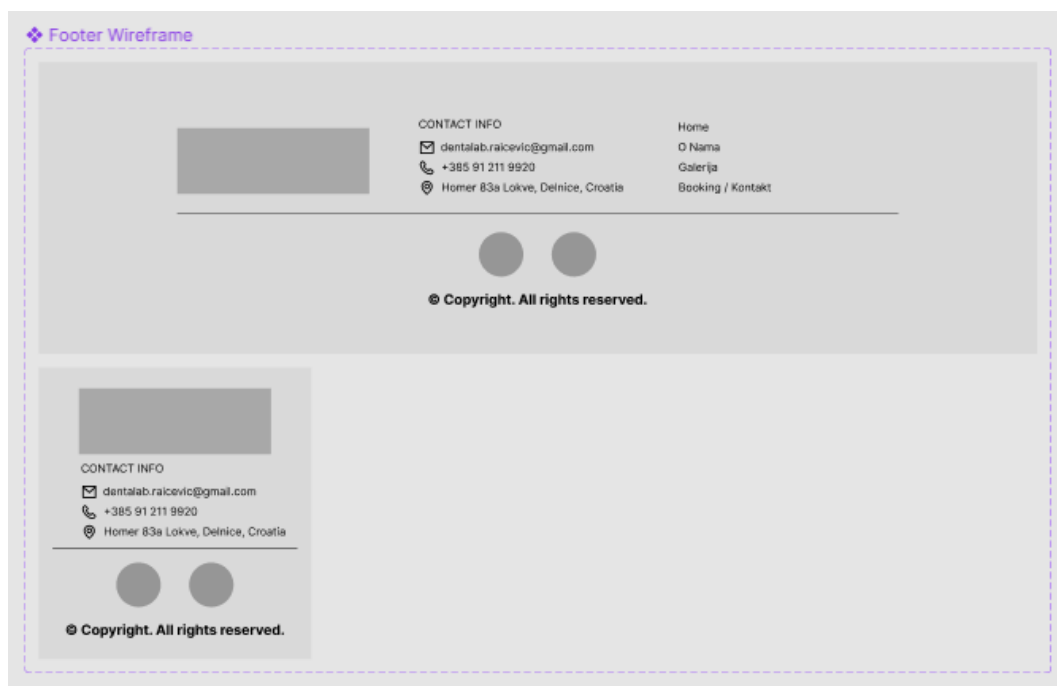 Footer Wireframe
CONTACT INFO
dentalab.raicevic@gmail.com
+385 91 211 9920
Homer 83a Lokve, Delnice, Croatia
Home
O Nama
Galerija
Booking / Kontakt
© Copyright. All rights reserved.
CONTACT INFO
dentalab.raicevic@gmail.com
+385 91 211 9920
Homer 83a Lokve, Delnice, Croatia
© Copyright. All rights reserved.